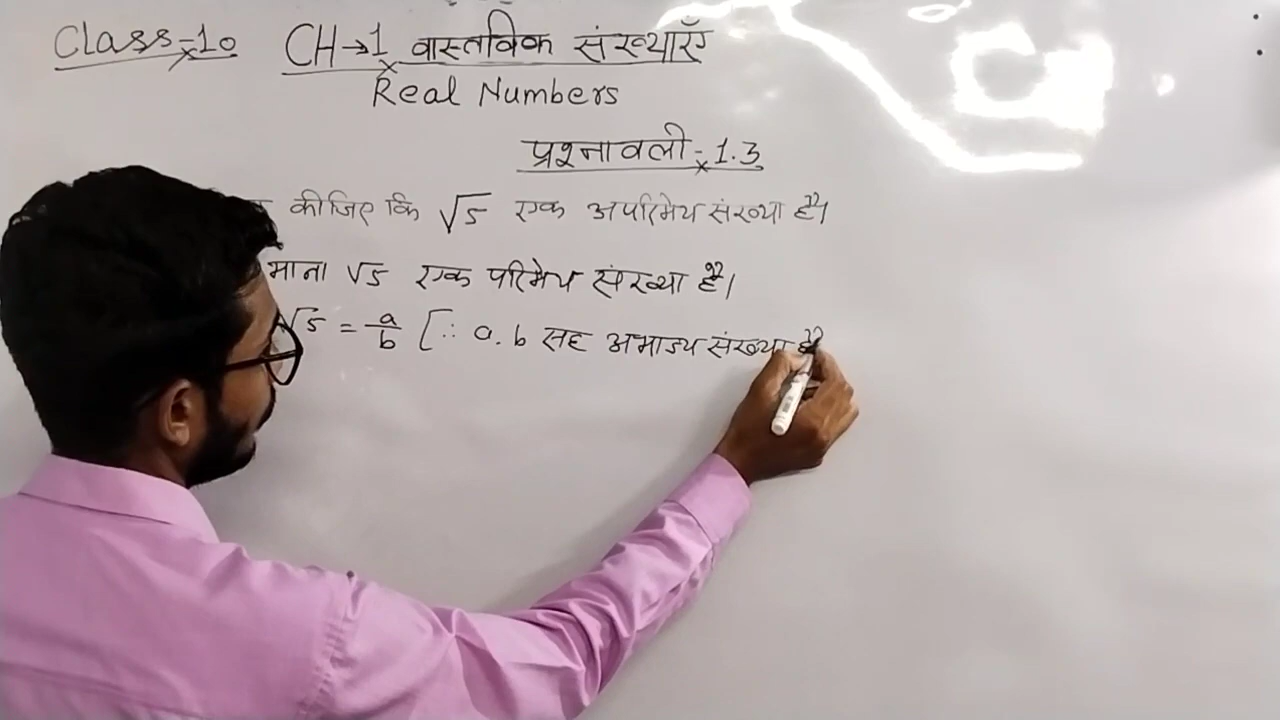 Class-10 CH→1 वास्तविक संख्याएँ
Real Numbers
प्रश्नावली-1.3
कीजिए कि √5 एक अपरिमेय संख्या है।
माना √5 एक परिमेय संख्या है।
√5 = a/b [∵ a.b सह अभाज्य संख्या है